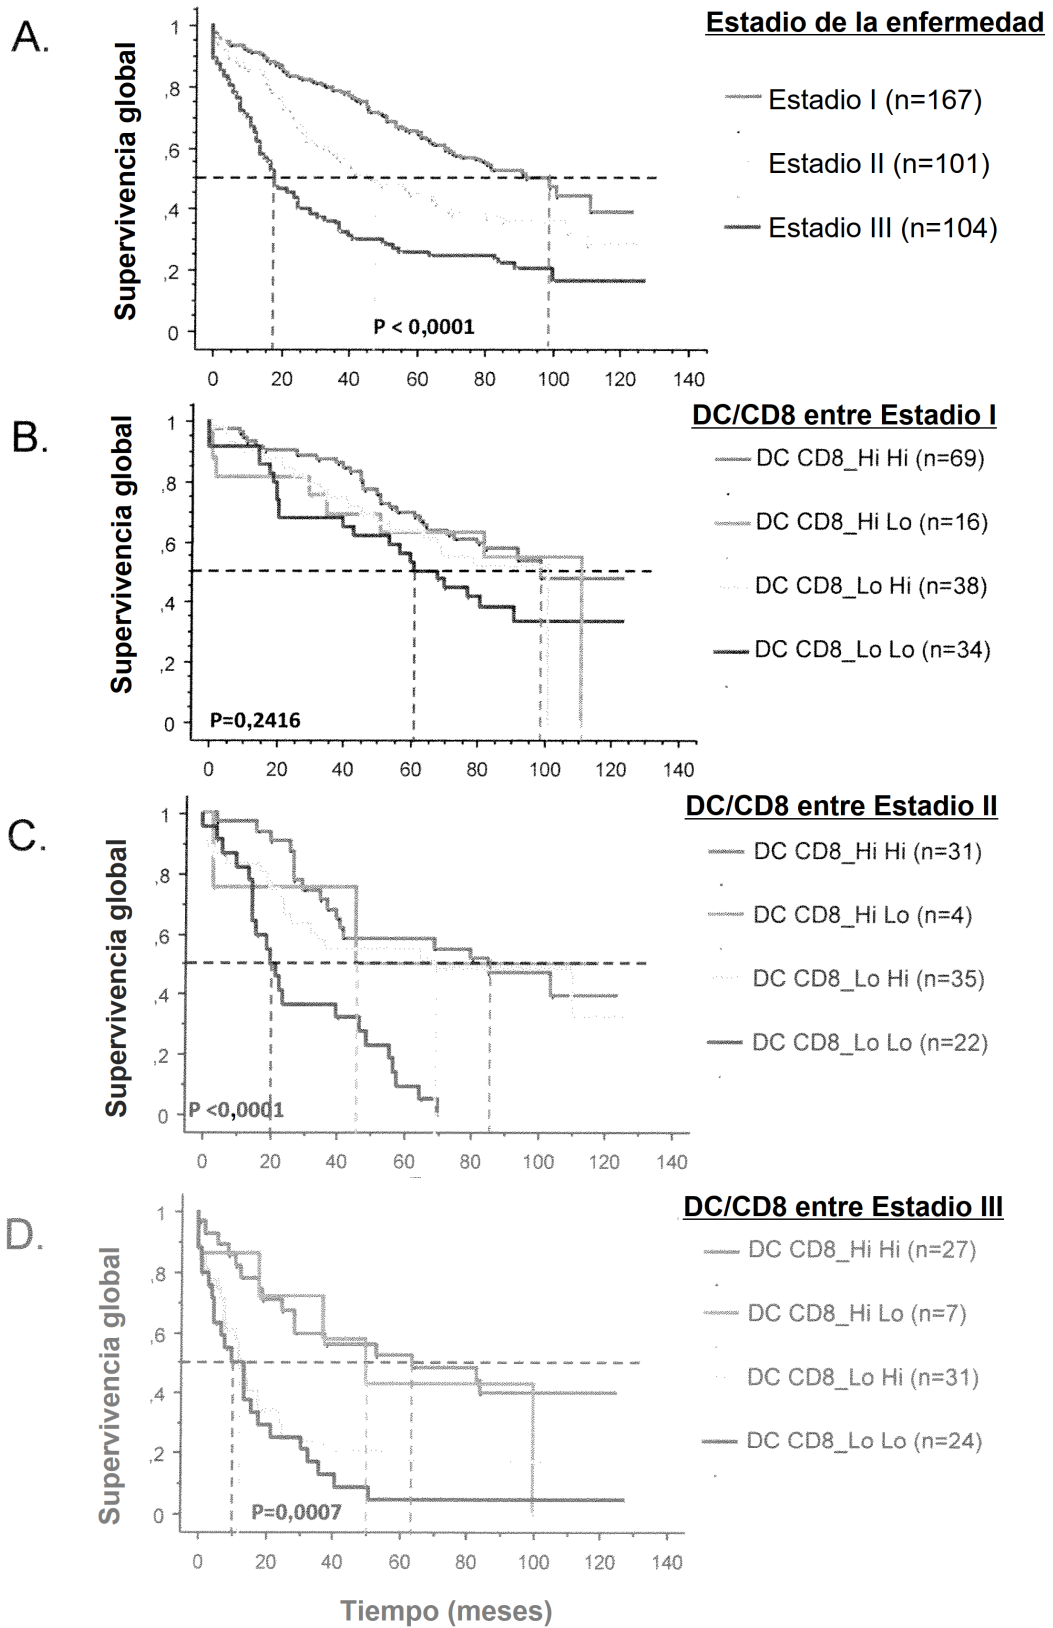 A.
Estadio de la enfermedad
Supervivencia global
1
,8
,6
,4
,2
0
Estadio I (n=167)
Estadio II (n=101)
Estadio III (n=104)
P < 0,0001
0 20 40 60 80 100 120 140
B.
DC/CD8 entre Estadio I
Supervivencia global
1
,8
,6
,4
,2
0
DC CD8_Hi Hi (n=69)
DC CD8_Hi Lo (n=16)
DC CD8_Lo Hi (n=38)
DC CD8_Lo Lo (n=34)
P=0,2416
0 20 40 60 80 100 120 140
C.
DC/CD8 entre Estadio II
Supervivencia global
1
,8
,6
,4
,2
0
DC CD8_Hi Hi (n=31)
DC CD8_Hi Lo (n=4)
DC CD8_Lo Hi (n=35)
DC CD8_Lo Lo (n=22)
P <0,0001
0 20 40 60 80 100 120 140
D.
DC/CD8 entre Estadio III
Supervivencia global
1
,8
,6
,4
,2
0
DC CD8_Hi Hi (n=27)
DC CD8_Hi Lo (n=7)
DC CD8_Lo Hi (n=31)
DC CD8_Lo Lo (n=24)
P=0,0007
0 20 40 60 80 100 120 140
Tiempo (meses)